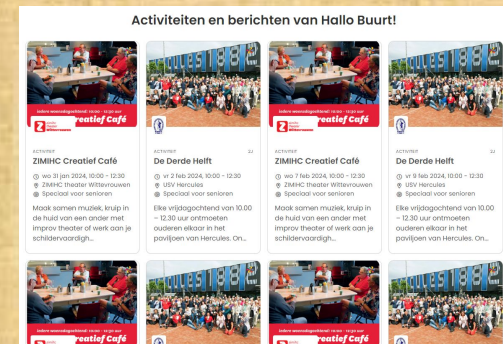 Activiteiten en berichten van Hallo Buurt!
Iedere woensdagochtend: 10:00 - 12:30 uur
Creatief Café
ACTIVITEIT
ZIMIHC Creatief Café
wo 31 jan 2024, 10:00 - 12:30
ZIMIHC theater Wittevrouwen
Speciaal voor senioren
Maak samen muziek, kruip in
de huid van een ander met
improv theater of werk aan je
schildervaardigh...
ACTIVITEIT
De Derde Helft
vr 2 feb 2024, 10:00 - 12:30
USV Hercules
Speciaal voor senioren
Elke vrijdagochtend van 10.00
– 12.30 uur ontmoeten
ouderen elkaar in het
paviljoen van Hercules. On...
Iedere woensdagochtend: 10:00 - 12:30 uur
Creatief Café
ACTIVITEIT
ZIMIHC Creatief Café
wo 7 feb 2024, 10:00 - 12:30
ZIMIHC theater Wittevrouwen
Speciaal voor senioren
Maak samen muziek, kruip in
de huid van een ander met
improv theater of werk aan je
schildervaardigh...
ACTIVITEIT
De Derde Helft
vr 9 feb 2024, 10:00 - 12:30
USV Hercules
Speciaal voor senioren
Elke vrijdagochtend van 10.00
– 12.30 uur ontmoeten
ouderen elkaar in het
paviljoen van Hercules. On...
Iedere woensdagochtend: 10:00 - 12:30 uur
Creatief Café
Iedere woensdagochtend: 10:00 - 12:30 uur
Creatief Café